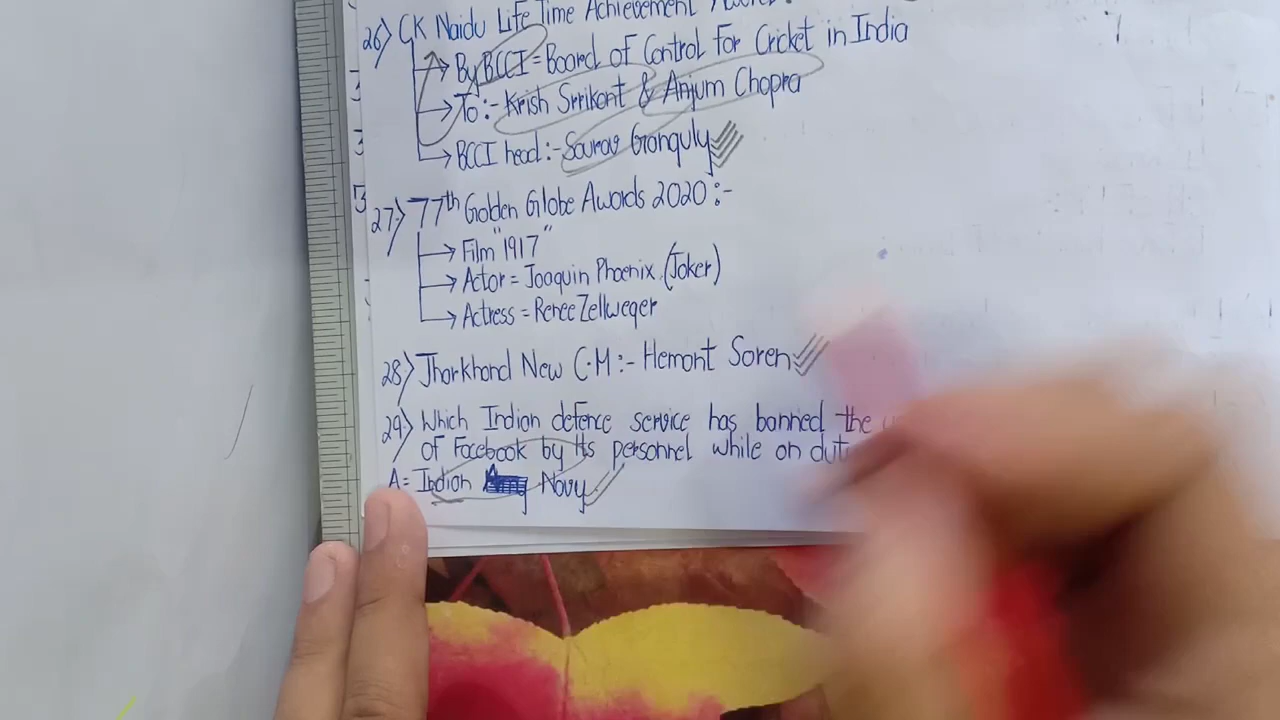 26) CK Naidu Life Time Achievement
By BCCI = Board of Control For Cricket in India
To :- Krish Srrikant & Anjum Chopra
BCCI head :- Sourav Ganguly
27) 77th Golden Globe Awards 2020 :-
Film "1917"
Actor = Joaquin Phoenix (Joker)
Actress = Renee Zellweger
28) Jharkhand New C.M :- Hemant Soren
29) Which Indian defence service has banned the
of Facebook by its personnel while on
A = Indian Navy